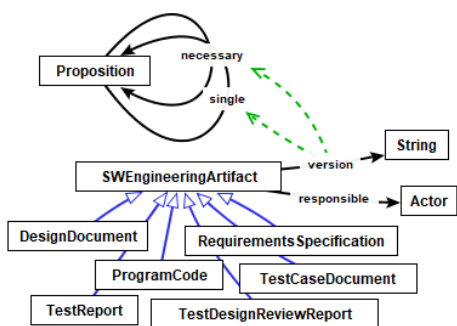 necessary
Proposition
single
String
version
SWEngineeringArtifact
responsible
Actor
DesignDocument
RequirementsSpecification
ProgramCode
TestCaseDocument
TestReport
TestDesignReviewReport